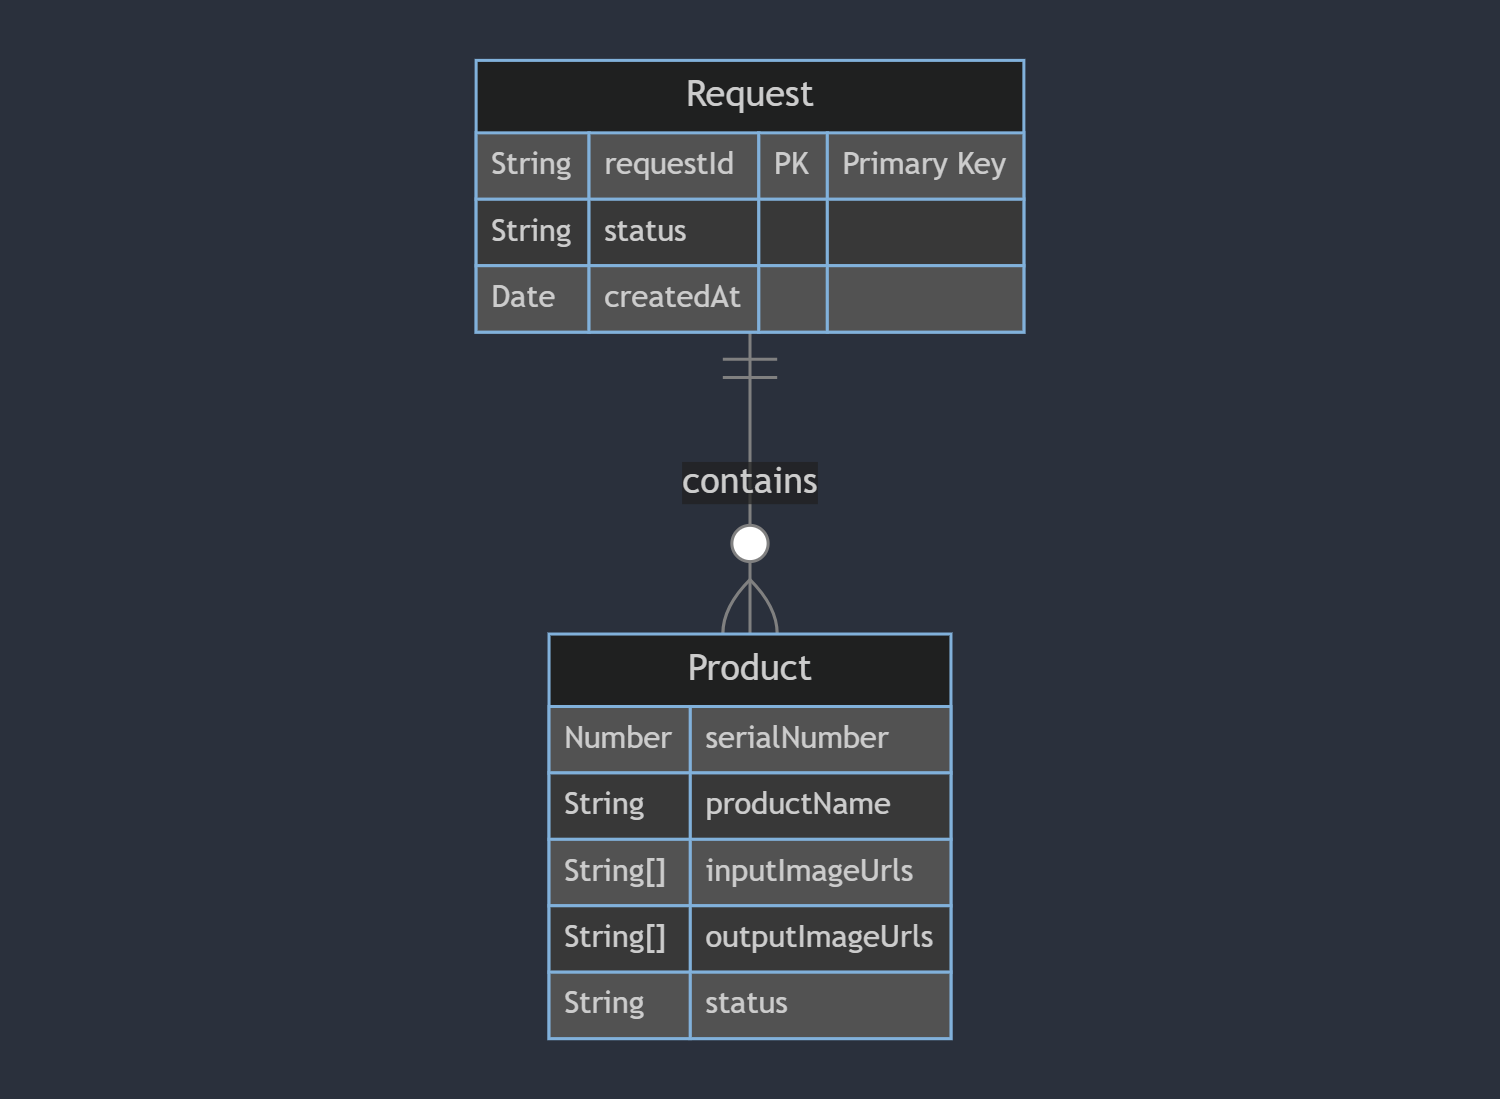 Request
String requestId PK Primary Key
String status
Date createdAt
contains
Product
Number serialNumber
String productName
String[] inputImageUrls
String[] outputImageUrls
String status